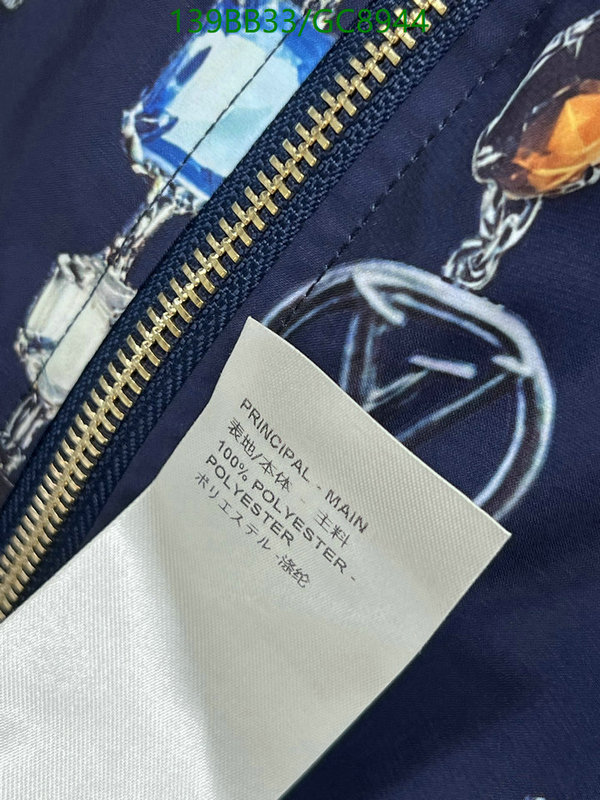 139BB33/GC8944
PRINCIPAL - MAIN
表地/本体 - 主料
100% POLYESTER -
POLYESTER
ポリエステル-涤纶